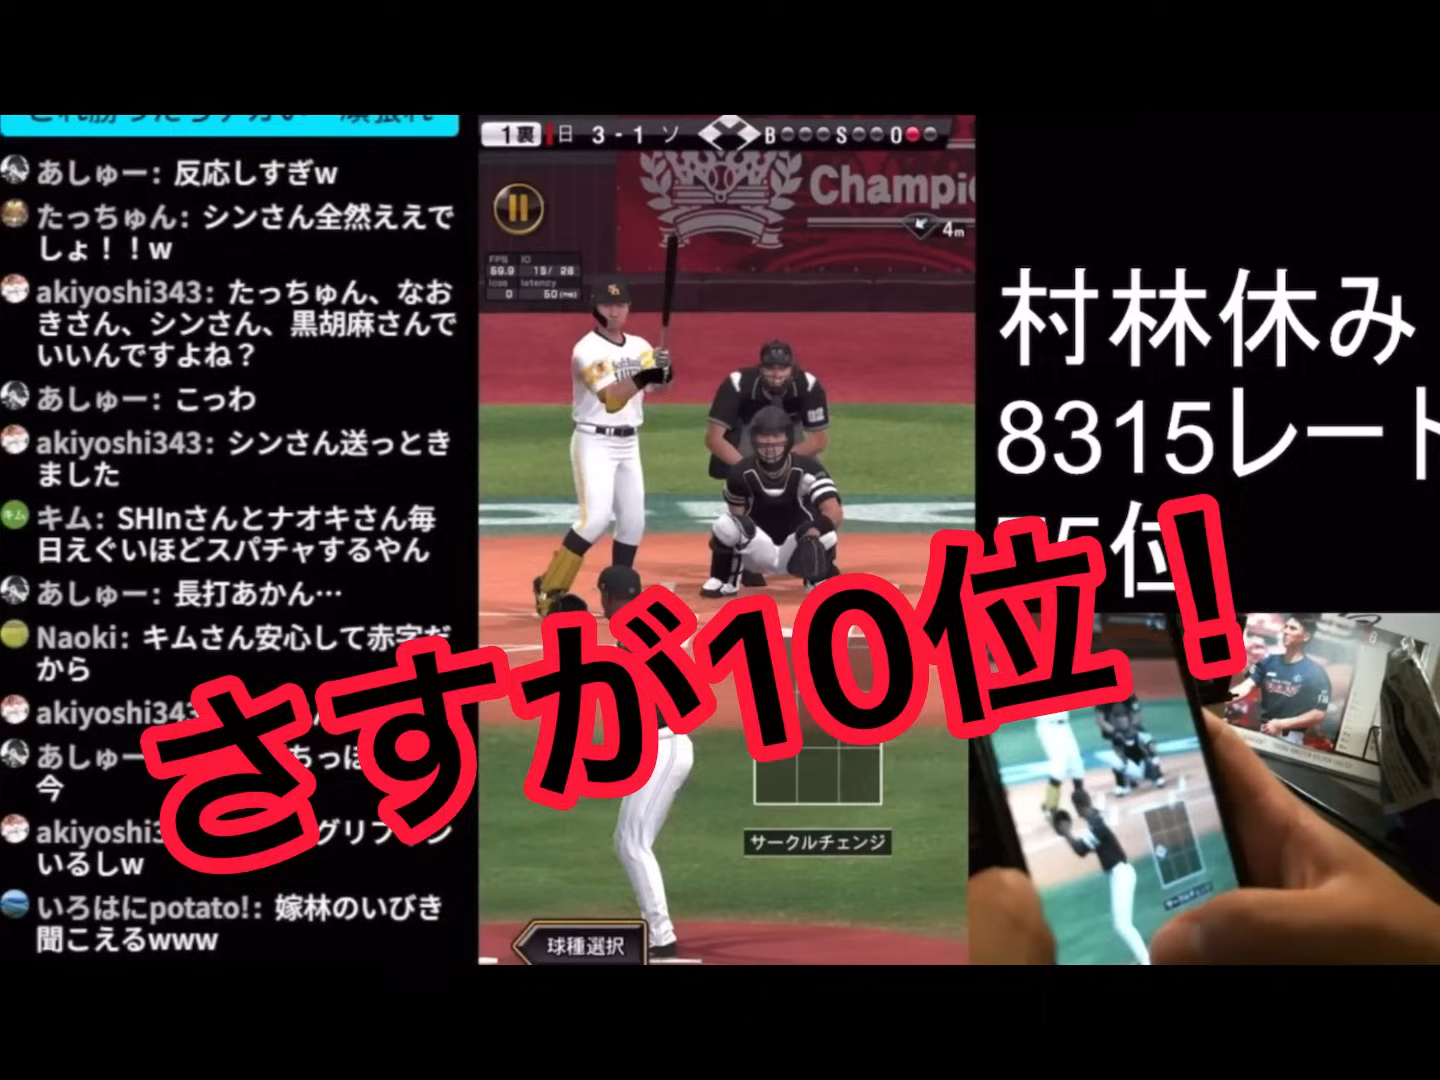 あしゅー: 反応しすぎw
たっちゅん: シンさん全然ええで
しょ！！w
akiyoshi343: たっちゅん、なお
きさん、シンさん、黒胡麻さんで
いいんですよね？
あしゅー: こっわ
akiyoshi343: シンさん送っとき
ました
キム: SHInさんとナオキさん毎
日えぐいほどスパチャするやん
あしゅー: 長打あかん…
Naoki: キムさん安心して赤字だ
から
akiyoshi343
あしゅー
今
akiyoshi3
いるしw
いろはにpotato!: 嫁林のいびき
聞こえるwww
1裏 日 3 - 1 ソ B S O
Champi
4m
FPS IO
59.9 15/ 28
loss latency
0 50
サークルチェンジ
球種選択
村林休み
8315レート
位
さすが10位！